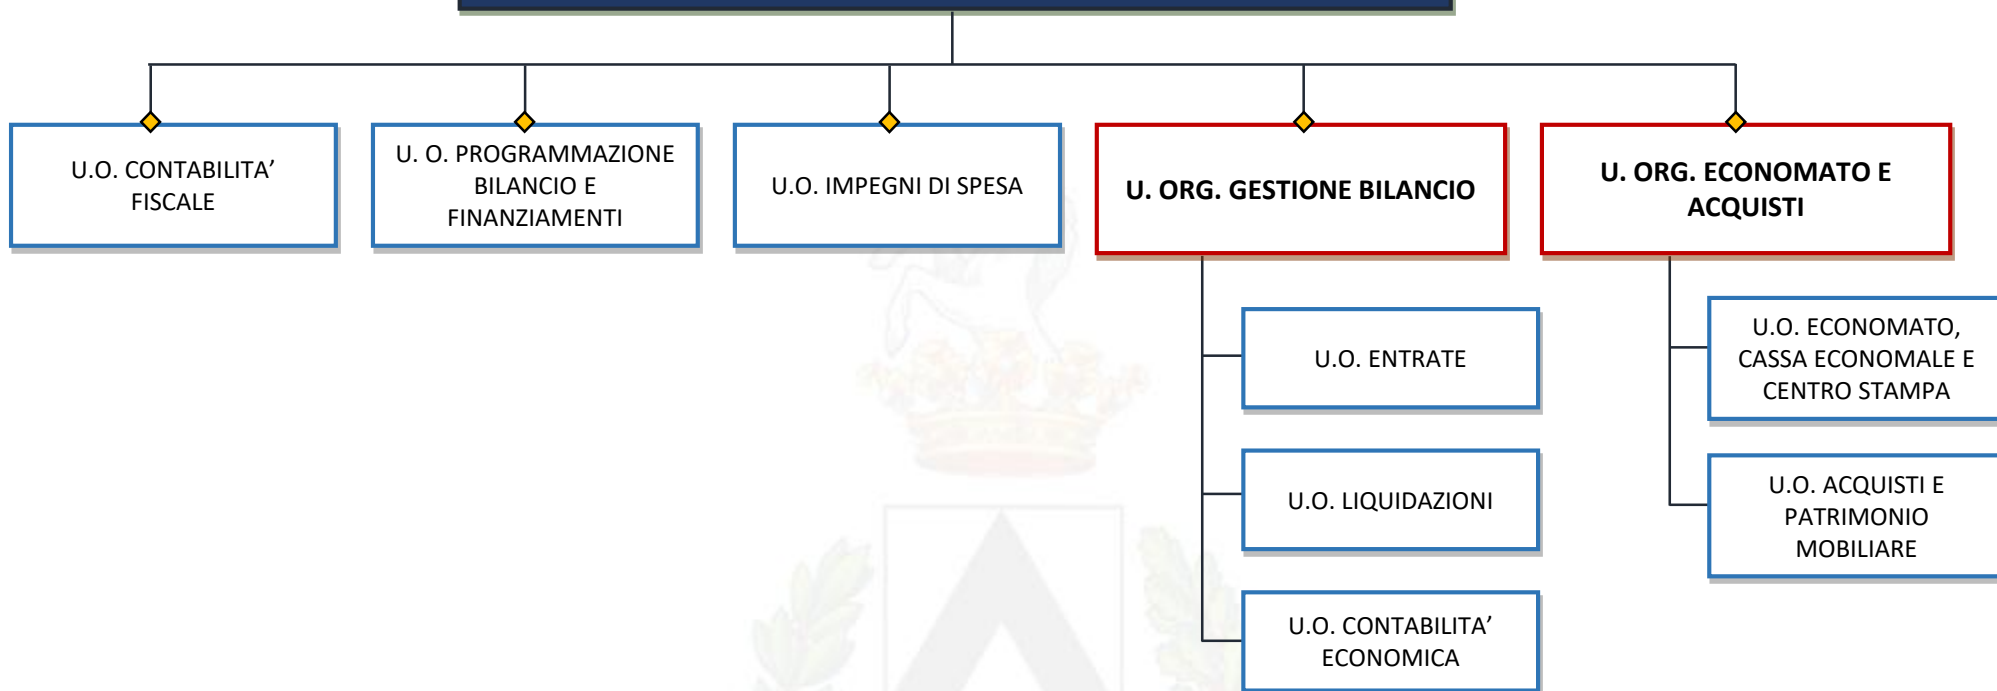 U.O. CONTABILITA’
FISCALE
U. O. PROGRAMMAZIONE
BILANCIO E
FINANZIAMENTI
U.O. IMPEGNI DI SPESA
U. ORG. GESTIONE BILANCIO
U. ORG. ECONOMATO E
ACQUISTI
U.O. ENTRATE
U.O. LIQUIDAZIONI
U.O. CONTABILITA’
ECONOMICA
U.O. ECONOMATO,
CASSA ECONOMALE E
CENTRO STAMPA
U.O. ACQUISTI E
PATRIMONIO
MOBILIARE